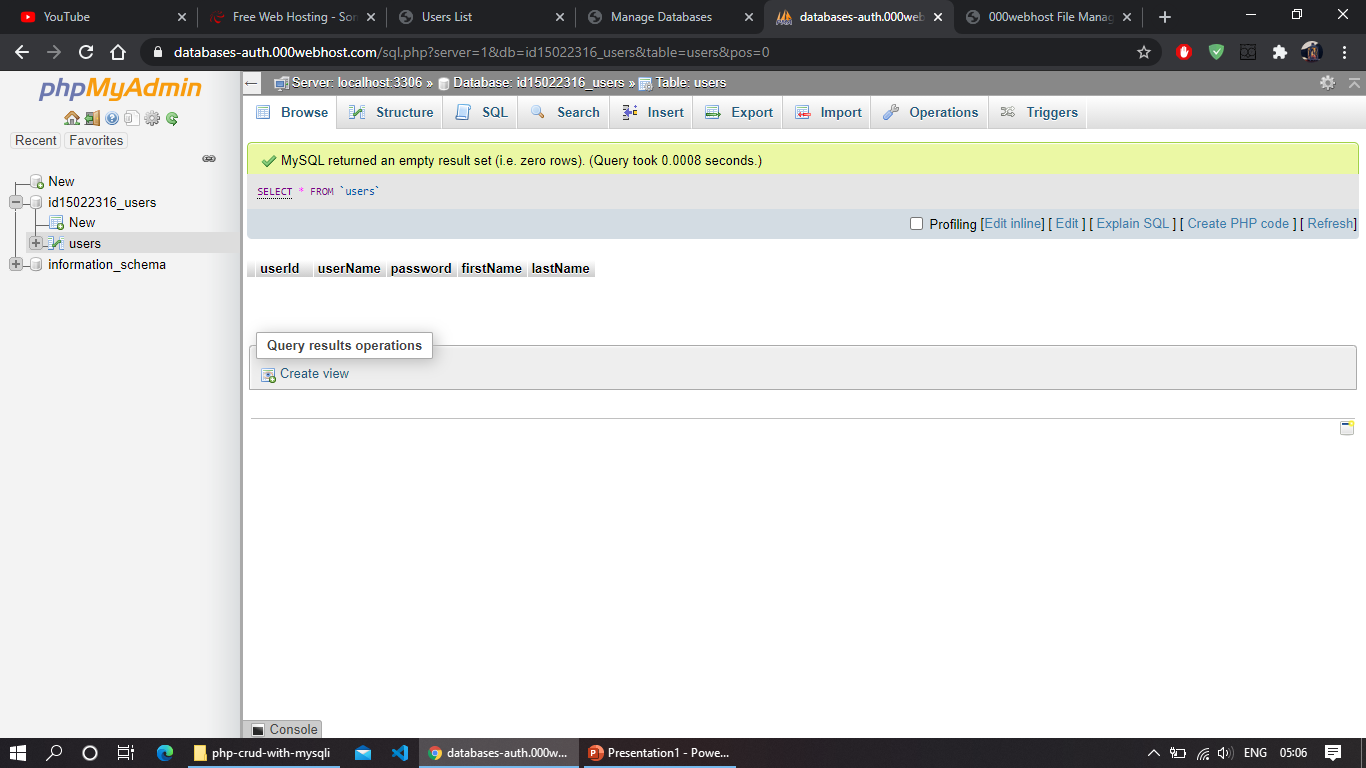 YouTube
Free Web Hosting - Son
Users List
Manage Databases
databases-auth.000web
000webhost File Manag
databases-auth.000webhost.com/sql.php?server=1&db=id15022316_users&table=users&pos=0
phpMyAdmin
Recent Favorites
New
id15022316_users
New
users
information_schema
Server: localhost:3306 » Database: id15022316_users » Table: users
Browse Structure SQL Search Insert Export Import Operations Triggers
MySQL returned an empty result set (i.e. zero rows). (Query took 0.0008 seconds.)
SELECT * FROM `users`
Profiling [Edit inline] [ Edit ] [ Explain SQL ] [ Create PHP code ] [ Refresh]
userId userName password firstName lastName
Query results operations
Create view
Console
php-crud-with-mysqli
databases-auth.000w...
Presentation1 - Powe...
ENG 05:06